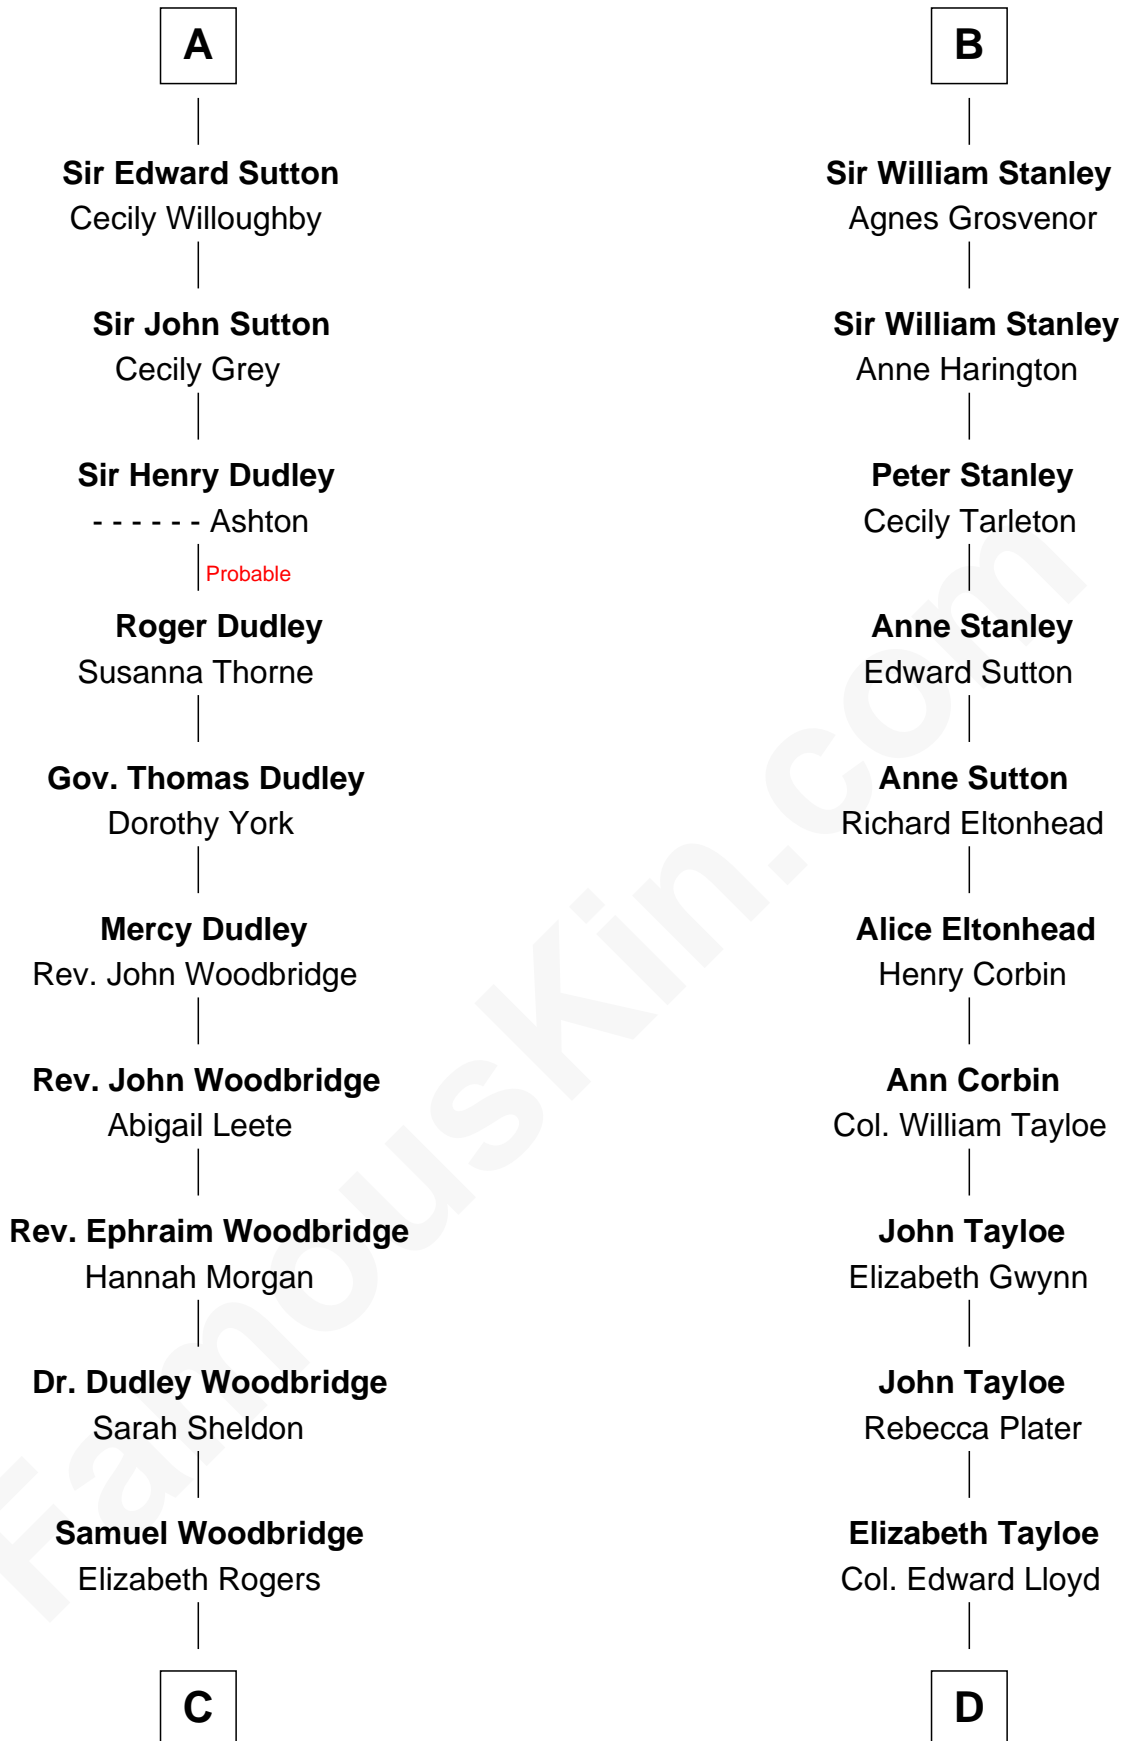 A
Sir Edward Sutton
Cecily Willoughby
Sir John Sutton
Cecily Grey
Sir Henry Dudley
- - - - - - Ashton
Probable
Roger Dudley
Susanna Thorne
Gov. Thomas Dudley
Dorothy York
Mercy Dudley
Rev. John Woodbridge
Rev. John Woodbridge
Abigail Leete
Rev. Ephraim Woodbridge
Hannah Morgan
Dr. Dudley Woodbridge
Sarah Sheldon
Samuel Woodbridge
Elizabeth Rogers
C
B
Sir William Stanley
Agnes Grosvenor
Sir William Stanley
Anne Harington
Peter Stanley
Cecily Tarleton
Anne Stanley
Edward Sutton
Anne Sutton
Richard Eltonhead
Alice Eltonhead
Henry Corbin
Ann Corbin
Col. William Tayloe
John Tayloe
Elizabeth Gwynn
John Tayloe
Rebecca Plater
Elizabeth Tayloe
Col. Edward Lloyd
D
FamousKin.com